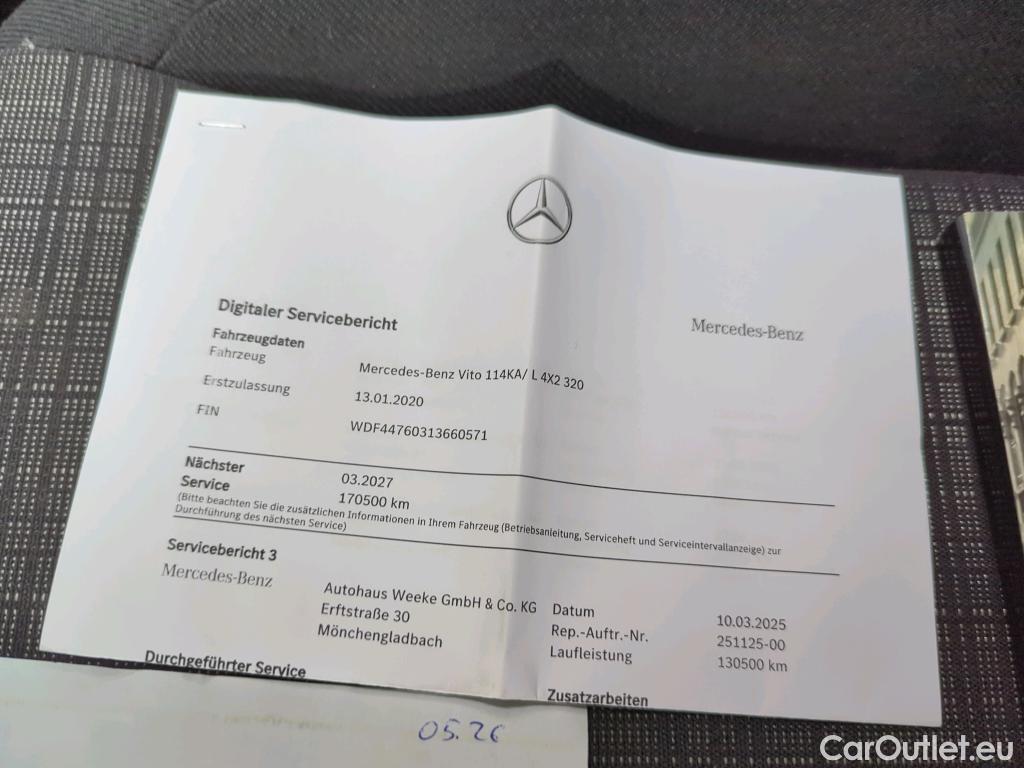 Digitaler Servicebericht
Mercedes-Benz
Fahrzeugdaten
Fahrzeug Mercedes-Benz Vito 114KA/ L 4X2 320
Erstzulassung 13.01.2020
FIN WDF44760313660571
Nächster Service 03.2027
170500 km
(Bitte beachten Sie die zusätzlichen Informationen in Ihrem Fahrzeug (Betriebsanleitung, Serviceheft und Serviceintervallanzeige) zur
Durchführung des nächsten Service)
Servicebericht 3
Mercedes-Benz
Autohaus Weeke GmbH & Co. KG
Erftstraße 30
Mönchengladbach
Datum 10.03.2025
Rep.-Auftr.-Nr. 251125-00
Laufleistung 130500 km
Durchgeführter Service
Zusatzarbeiten
05.26
CarOutlet.eu